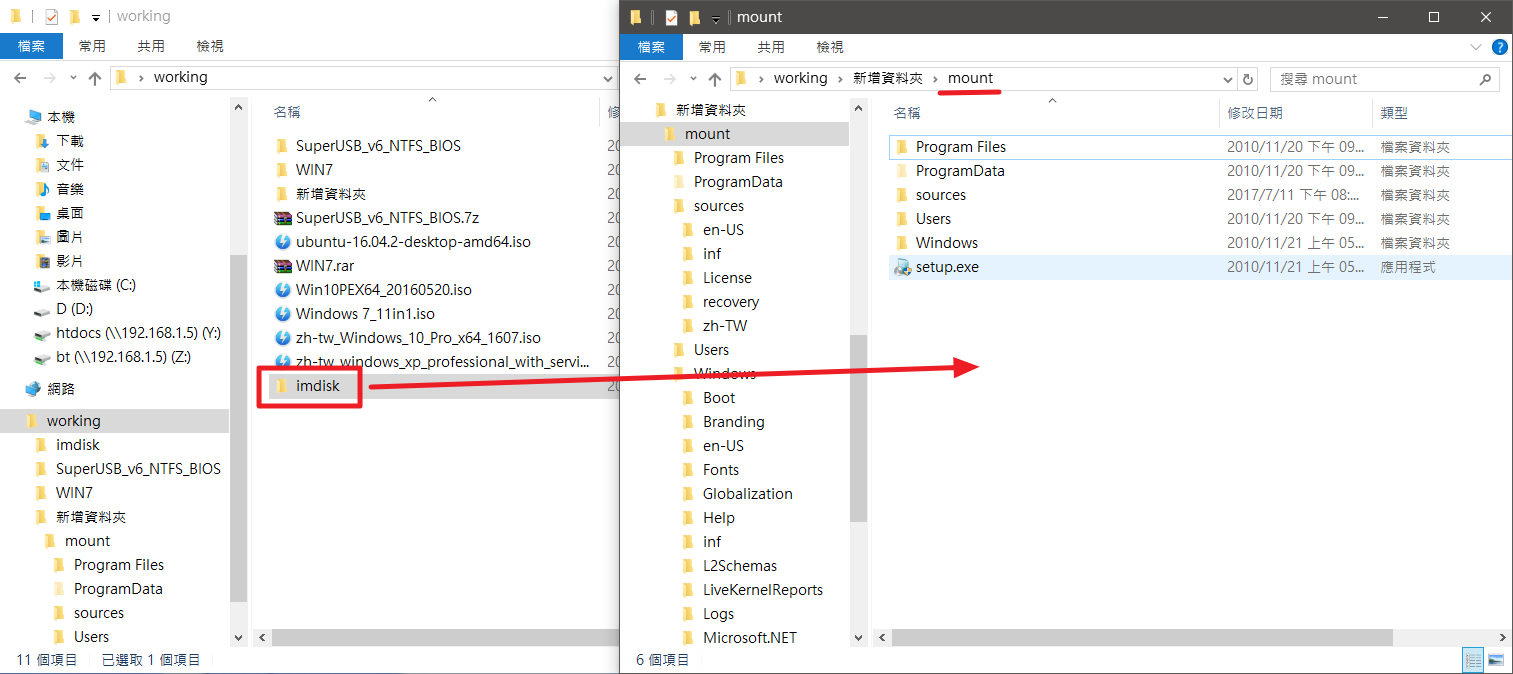 working
檔案 常用 共用 檢視
working
本機
下載
文件
音樂
桌面
圖片
影片
本機磁碟 (C:)
D (D:)
htdocs (\\192.168.1.5) (Y:)
bt (\\192.168.1.5) (Z:)
網路
working
imdisk
SuperUSB_v6_NTFS_BIOS
WIN7
新增資料夾
mount
Program Files
ProgramData
sources
Users
名稱 修
SuperUSB_v6_NTFS_BIOS 20
WIN7 20
新增資料夾 20
SuperUSB_v6_NTFS_BIOS.7z 20
ubuntu-16.04.2-desktop-amd64.iso 20
WIN7.rar 20
Win10PEX64_20160520.iso 20
Windows 7_11in1.iso 20
zh-tw_Windows_10_Pro_x64_1607.iso 20
zh-tw_windows_xp_professional_with_servi... 20
imdisk 20
11 個項目 已選取 1 個項目
mount
檔案 常用 共用 檢視
working 新增資料夾 mount 搜尋 mount
新增資料夾
mount
Program Files
ProgramData
sources
en-US
inf
License
recovery
zh-TW
Users
Windows
Boot
Branding
en-US
Fonts
Globalization
Help
inf
L2Schemas
LiveKernelReports
Logs
Microsoft.NET
名稱 修改日期 類型
Program Files 2010/11/20 下午 09... 檔案資料夾
ProgramData 2010/11/20 下午 09... 檔案資料夾
sources 2017/7/11 下午 08:... 檔案資料夾
Users 2010/11/20 下午 09... 檔案資料夾
Windows 2010/11/21 上午 05... 檔案資料夾
setup.exe 2010/11/21 上午 05... 應用程式
6 個項目